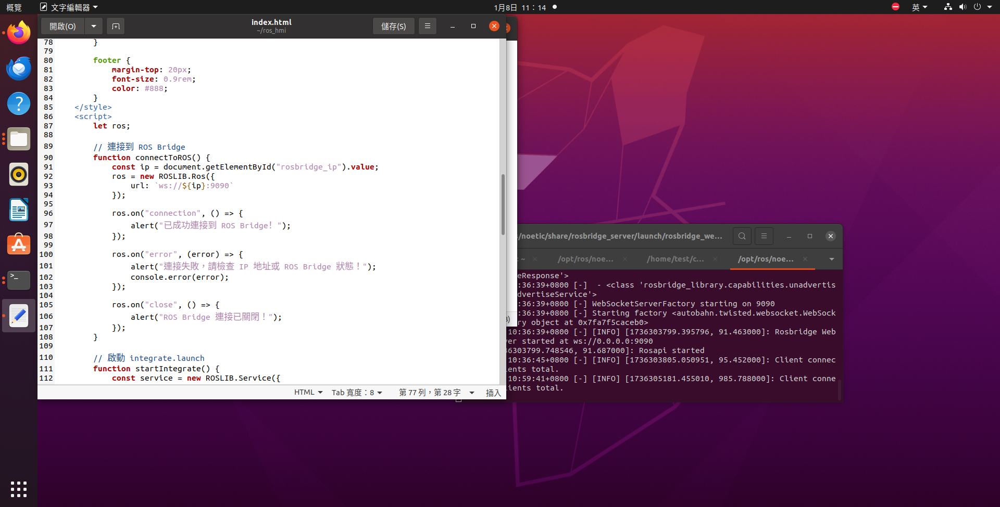 概覽
文字編輯器
1月8日 11：14
英
開啟(O)
index.html
~/ros_hmi
儲存(S)
78 }
79
80 footer {
81 margin-top: 20px;
82 font-size: 0.9rem;
83 color: #888;
84 }
85 </style>
86 <script>
87 let ros;
88
89 // 連接到 ROS Bridge
90 function connectToROS() {
91 const ip = document.getElementById("rosbridge_ip").value;
92 ros = new ROSLIB.Ros({
93 url: `ws://${ip}:9090`
94 });
95
96 ros.on("connection", () => {
97 alert("已成功連接到 ROS Bridge！");
98 });
99
100 ros.on("error", (error) => {
101 alert("連接失敗，請檢查 IP 地址或 ROS Bridge 狀態！");
102 console.error(error);
103 });
104
105 ros.on("close", () => {
106 alert("ROS Bridge 連接已關閉！");
107 });
108 }
109
110 // 啟動 integrate.launch
111 function startIntegrate() {
112 const service = new ROSLIB.Service({
HTML
Tab 寬度：8
第 77 列，第 28 字
插入
/noetic/share/rosbridge_server/launch/rosbridge_we...
: ~
/opt/ros/noe...
/home/test/c...
/opt/ros/noe...
eResponse'>
:36:39+0800 [-]  - <class 'rosbridge_library.capabilities.unadvertis
dvertiseService'>
:36:39+0800 [-] WebSocketServerFactory starting on 9090
:36:39+0800 [-] Starting factory <autobahn.twisted.websocket.WebSock
ry object at 0x7fa7f5caceb0>
10:36:39+0800 [-] [INFO] [1736303799.395796, 91.463000]: Rosbridge Web
ver started at ws://0.0.0.0:9090
36303799.748546, 91.687000]: Rosapi started
10:36:45+0800 [-] [INFO] [1736303805.050951, 95.452000]: Client connec
ients total.
10:59:41+0800 [-] [INFO] [1736305181.455010, 985.788000]: Client conne
lients total.